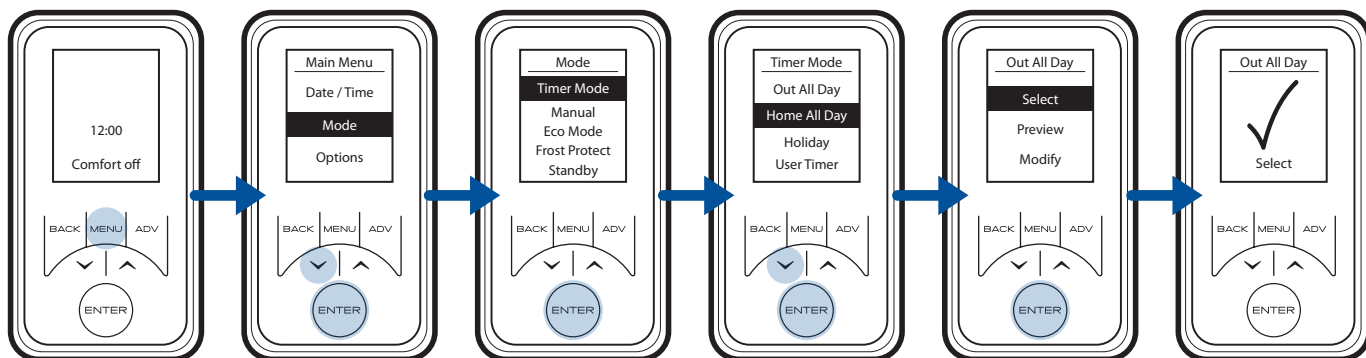 12:00
Comfort off
BACK MENU ADV
ENTER
Main Menu
Date / Time
Mode
Options
BACK MENU ADV
ENTER
Mode
Timer Mode
Manual
Eco Mode
Frost Protect
Standby
BACK MENU ADV
ENTER
Timer Mode
Out All Day
Home All Day
Holiday
User Timer
BACK MENU ADV
ENTER
Out All Day
Select
Preview
Modify
BACK MENU ADV
ENTER
Out All Day
Select
BACK MENU ADV
ENTER